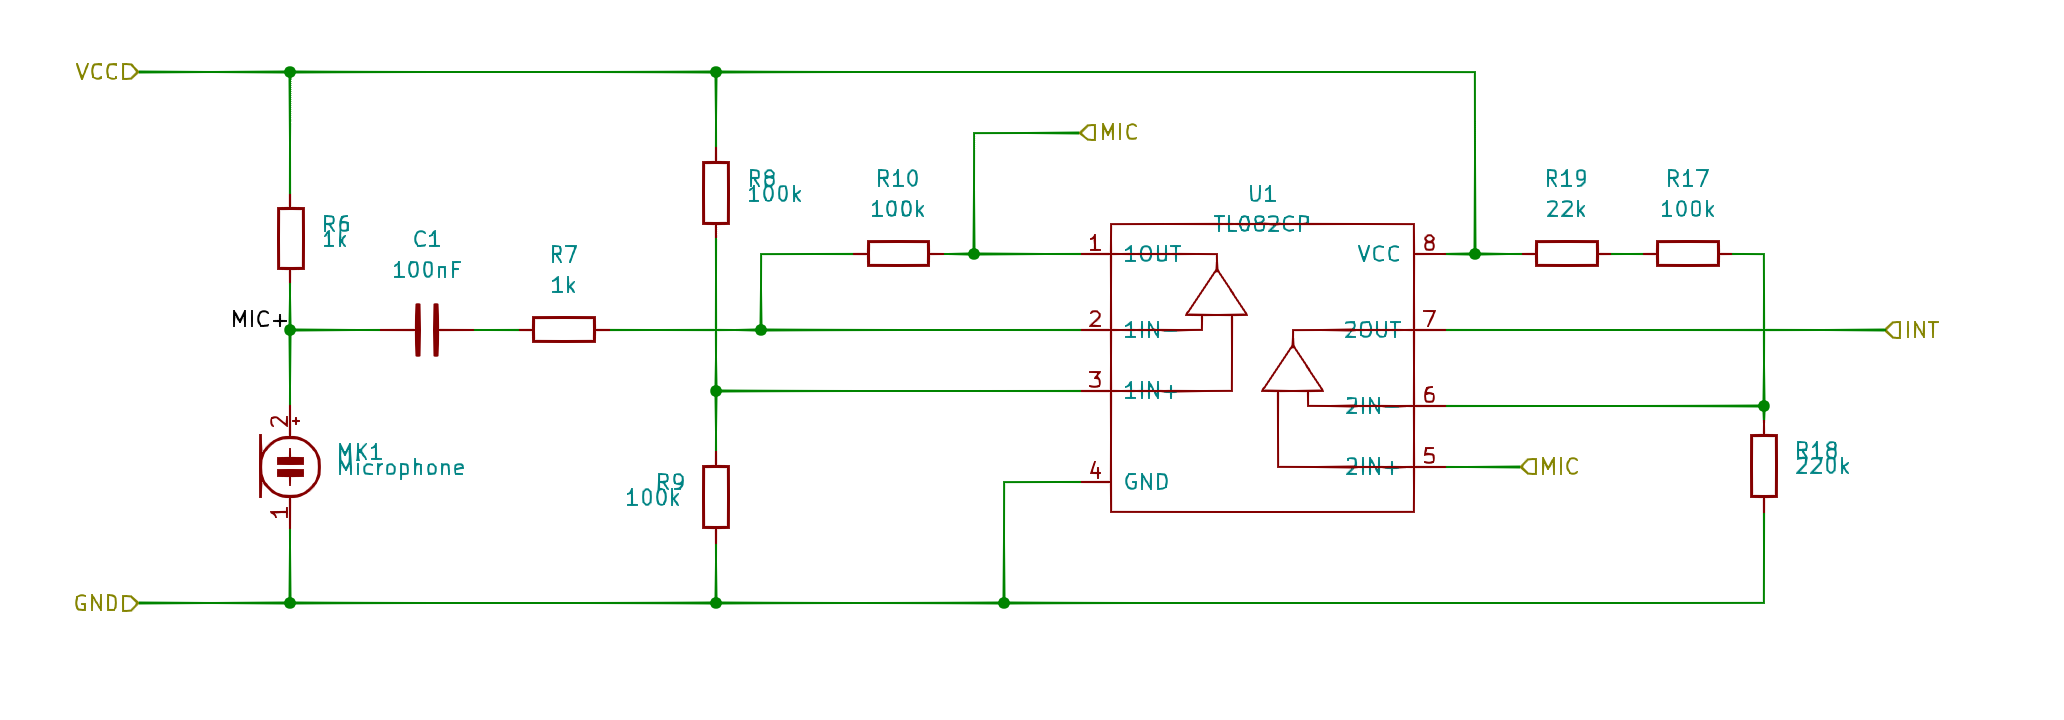 VCC
MIC
R8
100k
R10
100k
U1
TL082CP
R19
22k
R17
100k
R6
1k
C1
100nF
R7
1k
MIC+
1
1OUT
VCC
8
2
1IN-
2OUT
7
INT
3
1IN+
2IN-
6
2
+
MK1
Microphone
1
R9
100k
4
GND
2IN+
5
MIC
R18
220k
GND